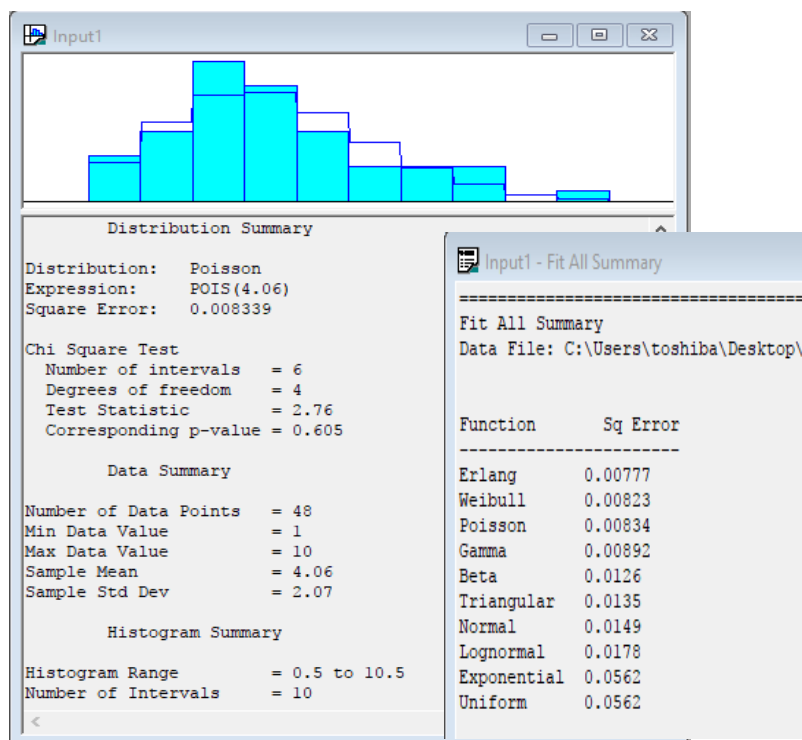 Input1
Distribution Summary
Distribution: Poisson
Expression: POIS(4.06)
Square Error: 0.008339
Chi Square Test
Number of intervals = 6
Degrees of freedom = 4
Test Statistic = 2.76
Corresponding p-value = 0.605
Data Summary
Number of Data Points = 48
Min Data Value = 1
Max Data Value = 10
Sample Mean = 4.06
Sample Std Dev = 2.07
Histogram Summary
Histogram Range = 0.5 to 10.5
Number of Intervals = 10
Input1 - Fit All Summary
====================================
Fit All Summary
Data File: C:\Users\toshiba\Desktop\
Function Sq Error
-----------------------
Erlang 0.00777
Weibull 0.00823
Poisson 0.00834
Gamma 0.00892
Beta 0.0126
Triangular 0.0135
Normal 0.0149
Lognormal 0.0178
Exponential 0.0562
Uniform 0.0562